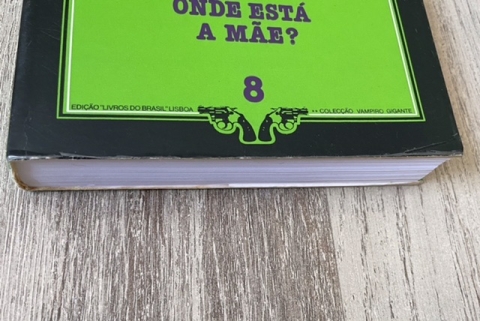 ONDE ESTÁ
A MÃE?
8
EDIÇÃO "LIVROS DO BRASIL" LISBOA
** COLECÇÃO VAMPIRO GIGANTE